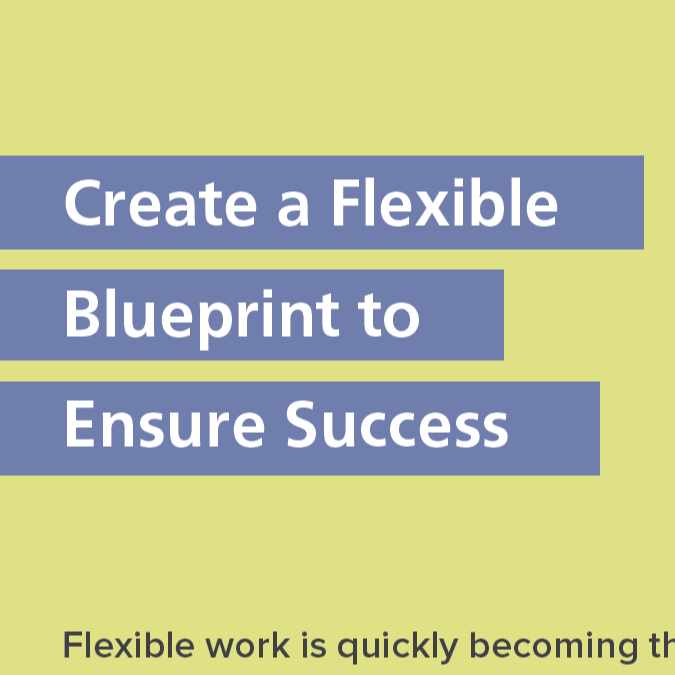 Create a Flexible
Blueprint to
Ensure Success
Flexible work is quickly becoming